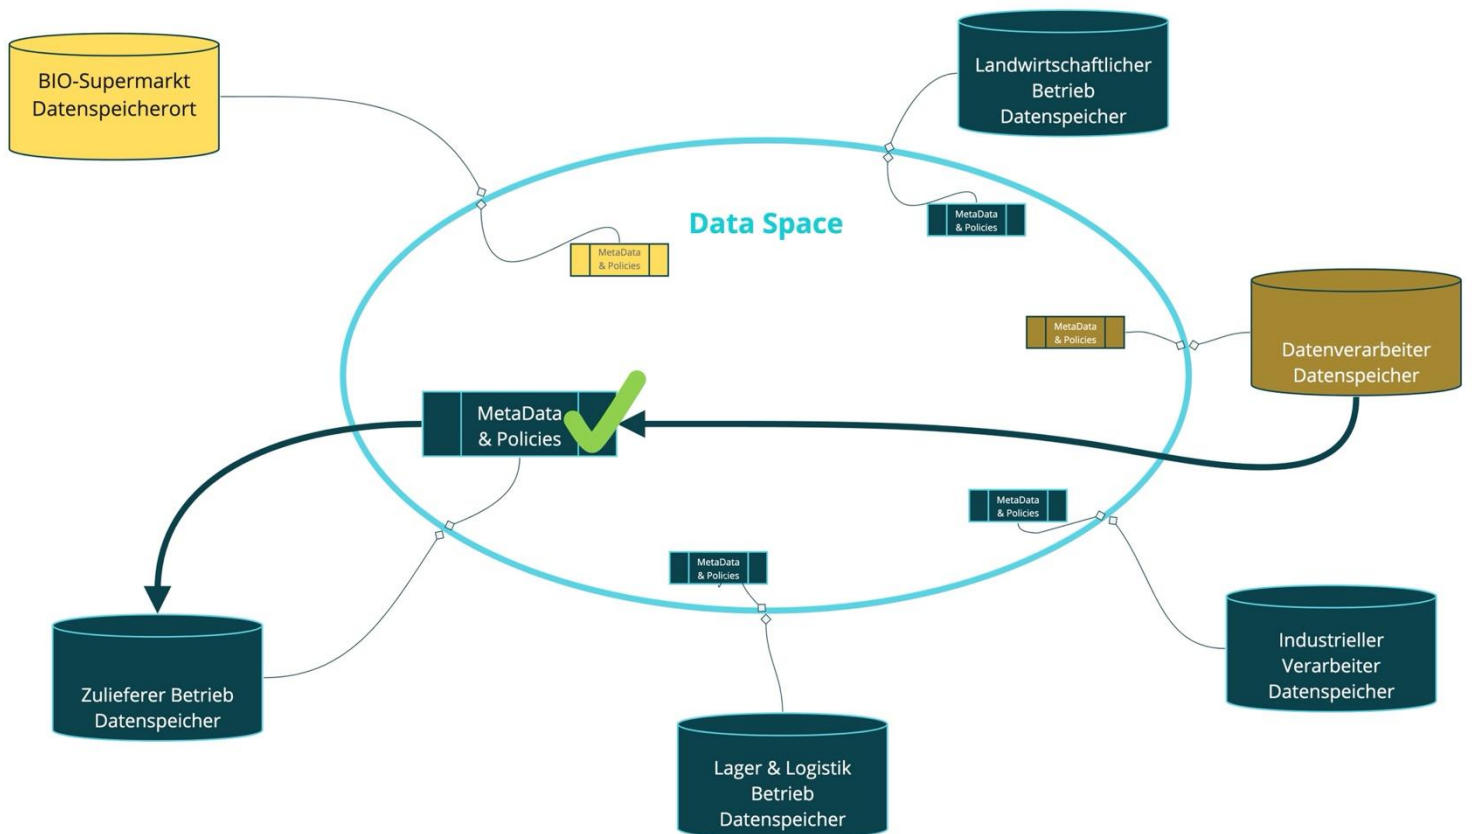 BIO-Supermarkt
Datenspeicherort
Landwirtschaftlicher
Betrieb
Datenspeicher
Data Space
MetaData
& Policies
MetaData
& Policies
MetaData
& Policies
Datenverarbeiter
Datenspeicher
MetaData
& Policies
MetaData
& Policies
MetaData
& Policies
Zulieferer Betrieb
Datenspeicher
Lager & Logistik
Betrieb
Datenspeicher
Industrieller
Verarbeiter
Datenspeicher